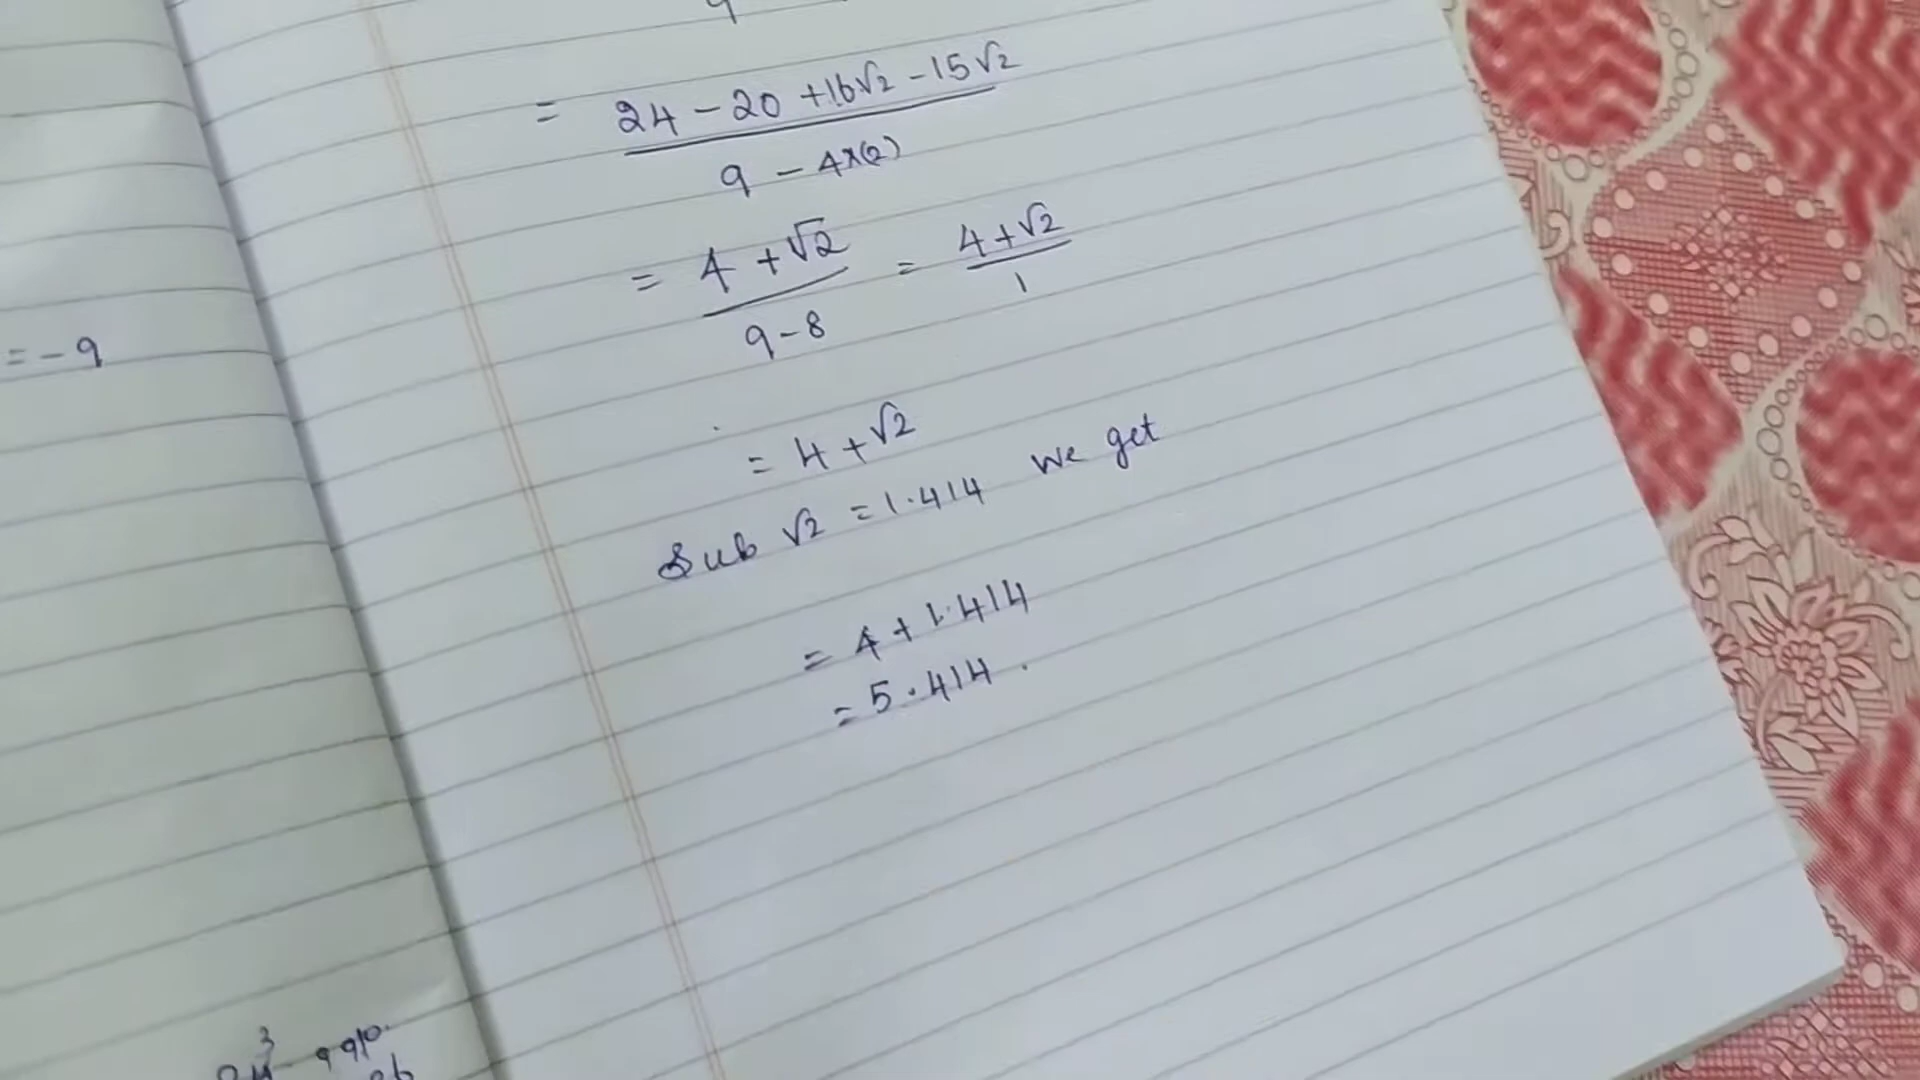 = -9
= 24 - 20 + 16√2 - 15√2
9 - 4×(2)
= 4 + √2 = 4 + √2
9 - 8 1
= 4 + √2
Sub √2 = 1.414 we get
= 4 + 1.414
= 5.414.